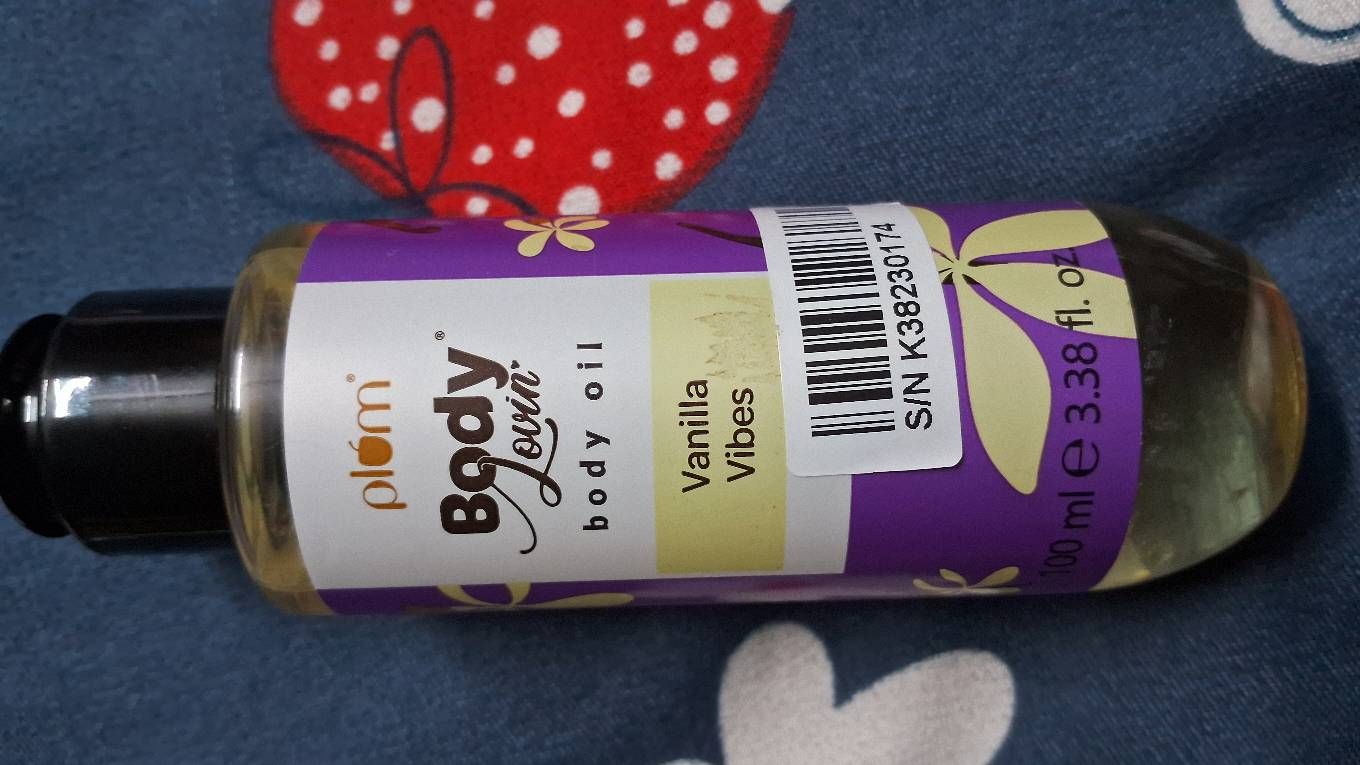 plum®
Body®
Lovin'
body oil
Vanilla
Vibes
S/N K38230174
100 ml e 3.38 fl. oz.